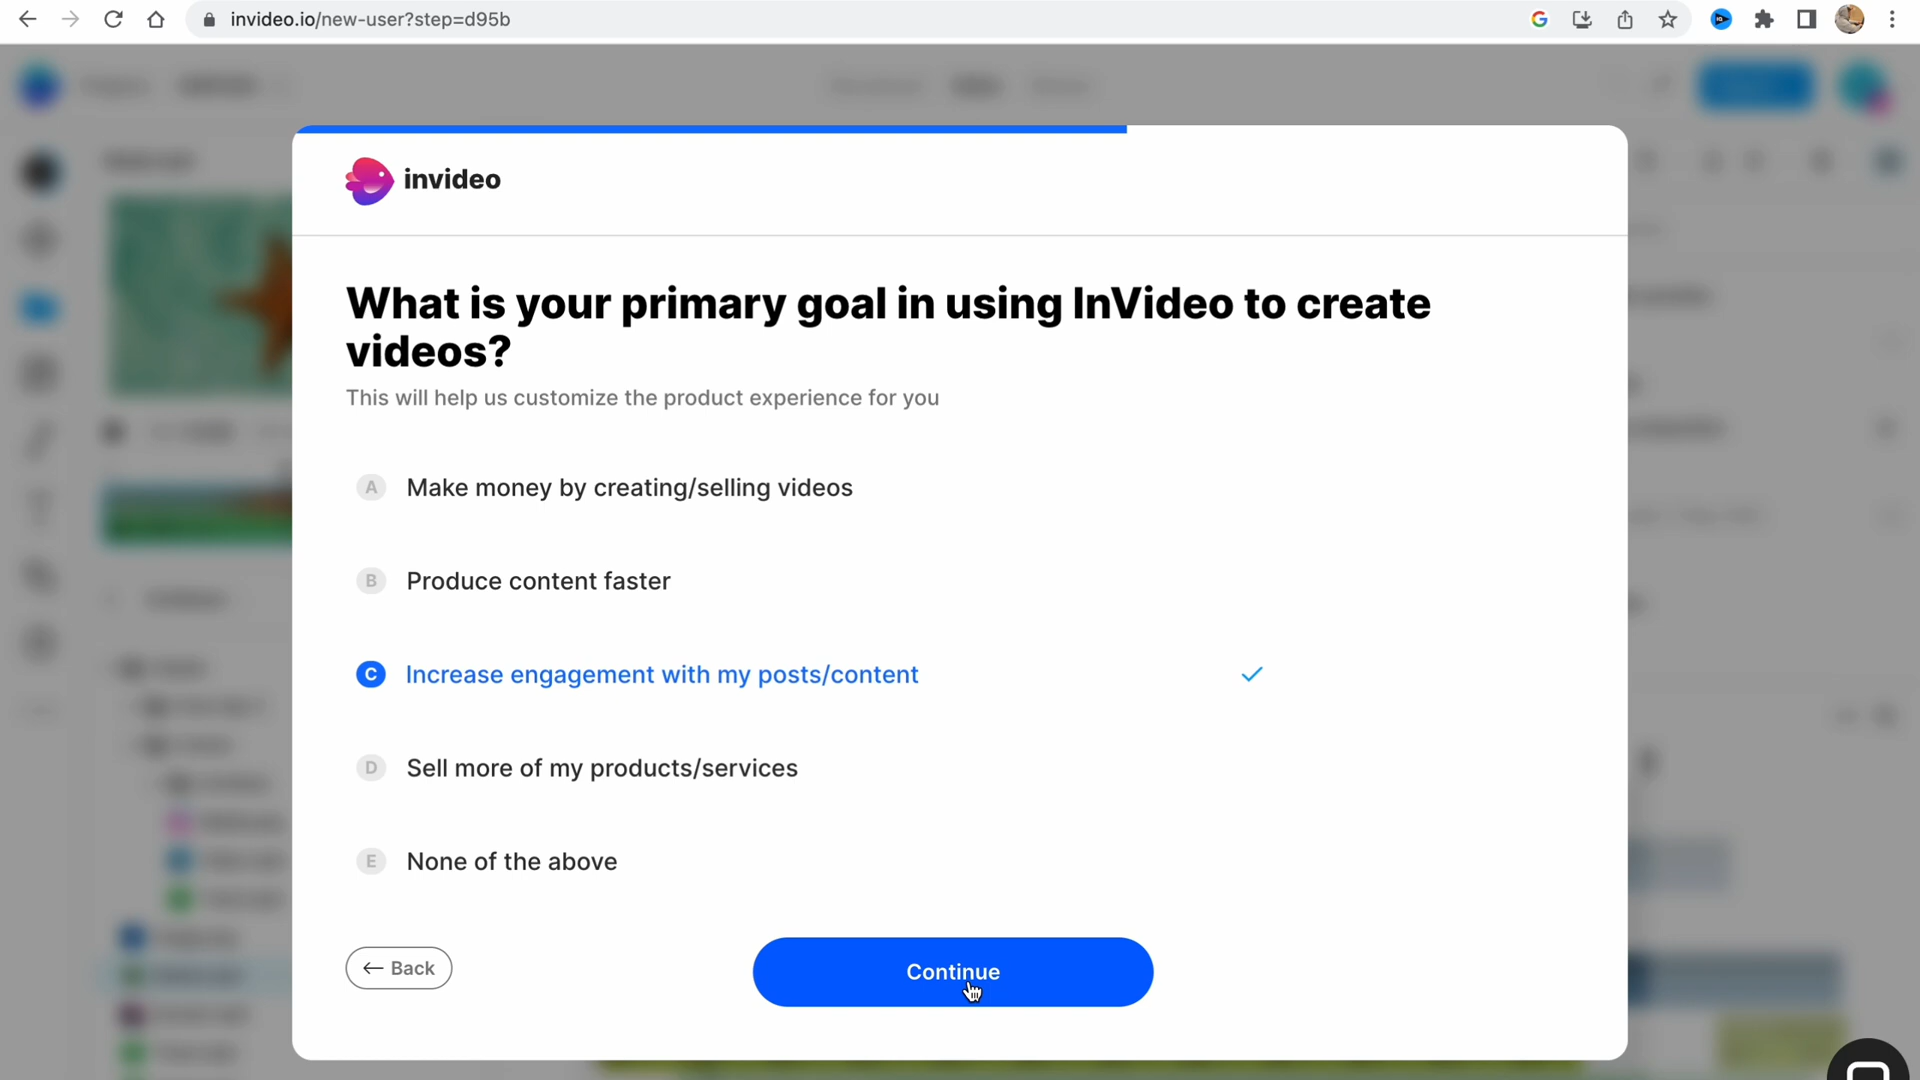 invideo.io/new-user?step=d95b
invideo
What is your primary goal in using InVideo to create
videos?
This will help us customize the product experience for you
A Make money by creating/selling videos
B Produce content faster
C Increase engagement with my posts/content
D Sell more of my products/services
E None of the above
← Back
Continue